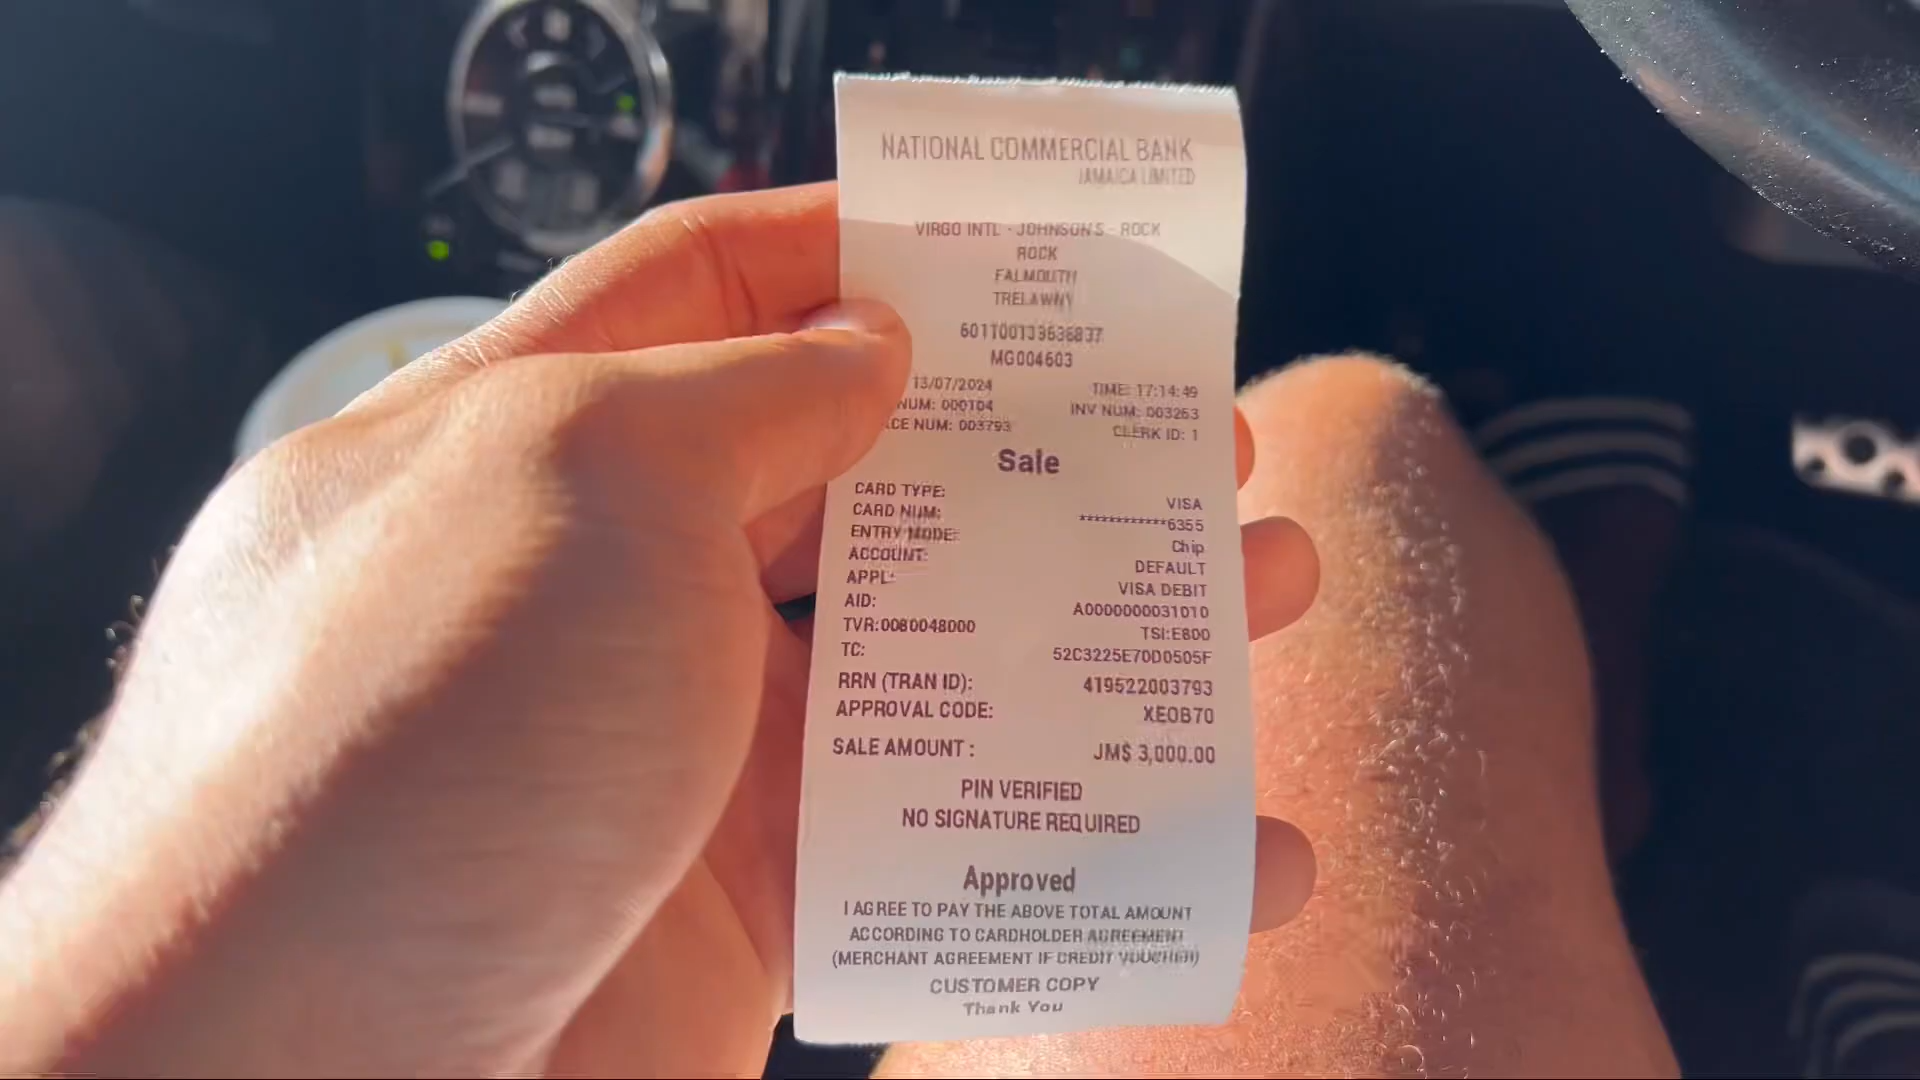 NATIONAL COMMERCIAL BANK
JAMAICA LIMITED
VIRGO INTL - JOHNSON'S - ROCK
ROCK
FALMOUTH
TRELAWNY
MG004603
13/07/2024 TIME: 17:14:49
NUM: 000104 INV NUM: 003263
CE NUM: 003793 CLERK ID: 1
Sale
CARD TYPE: VISA
CARD NUM: ************6355
ENTRY MODE: Chip
ACCOUNT: DEFAULT
APPL: VISA DEBIT
AID: A0000000031010
TVR:0080048000 TSI:E800
TC: 52C3225E70D0505F
RRN (TRAN ID): 419522003793
APPROVAL CODE: XEOB70
SALE AMOUNT : JM$ 3,000.00
PIN VERIFIED
NO SIGNATURE REQUIRED
Approved
I AGREE TO PAY THE ABOVE TOTAL AMOUNT
ACCORDING TO CARDHOLDER AGREEMENT
(MERCHANT AGREEMENT IF CREDIT VOUCHER)
CUSTOMER COPY
Thank You